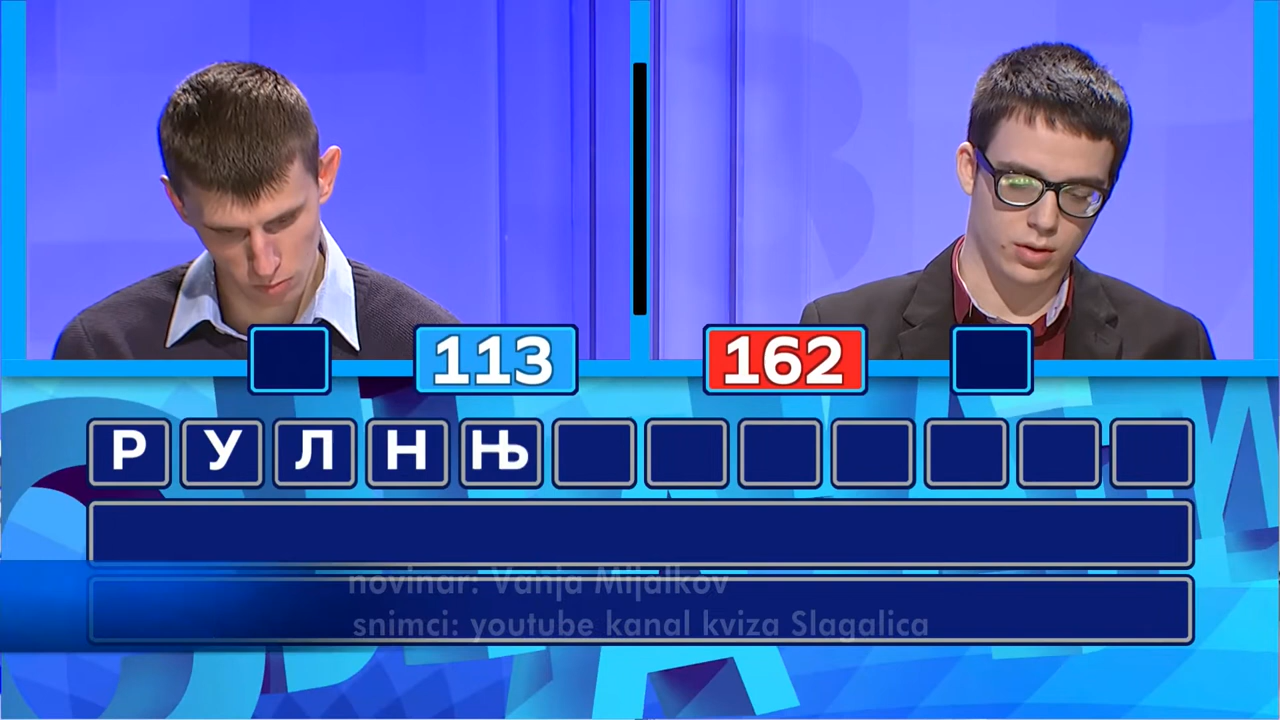 113 162
Р У Л Н Њ
novinar: Vanja Mijalkov
snimci: youtube kanal kviza Slagalica